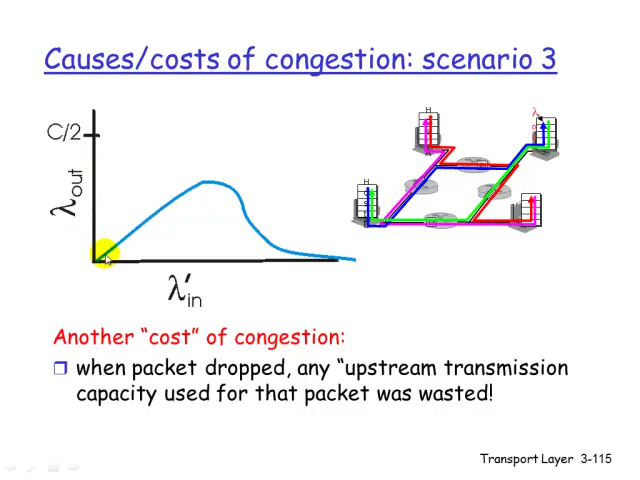 Causes/costs of congestion: scenario 3
C/2
λout
λ′in
λ
H
H
Another “cost” of congestion:
when packet dropped, any “upstream transmission
capacity used for that packet was wasted!
Transport Layer 3-115